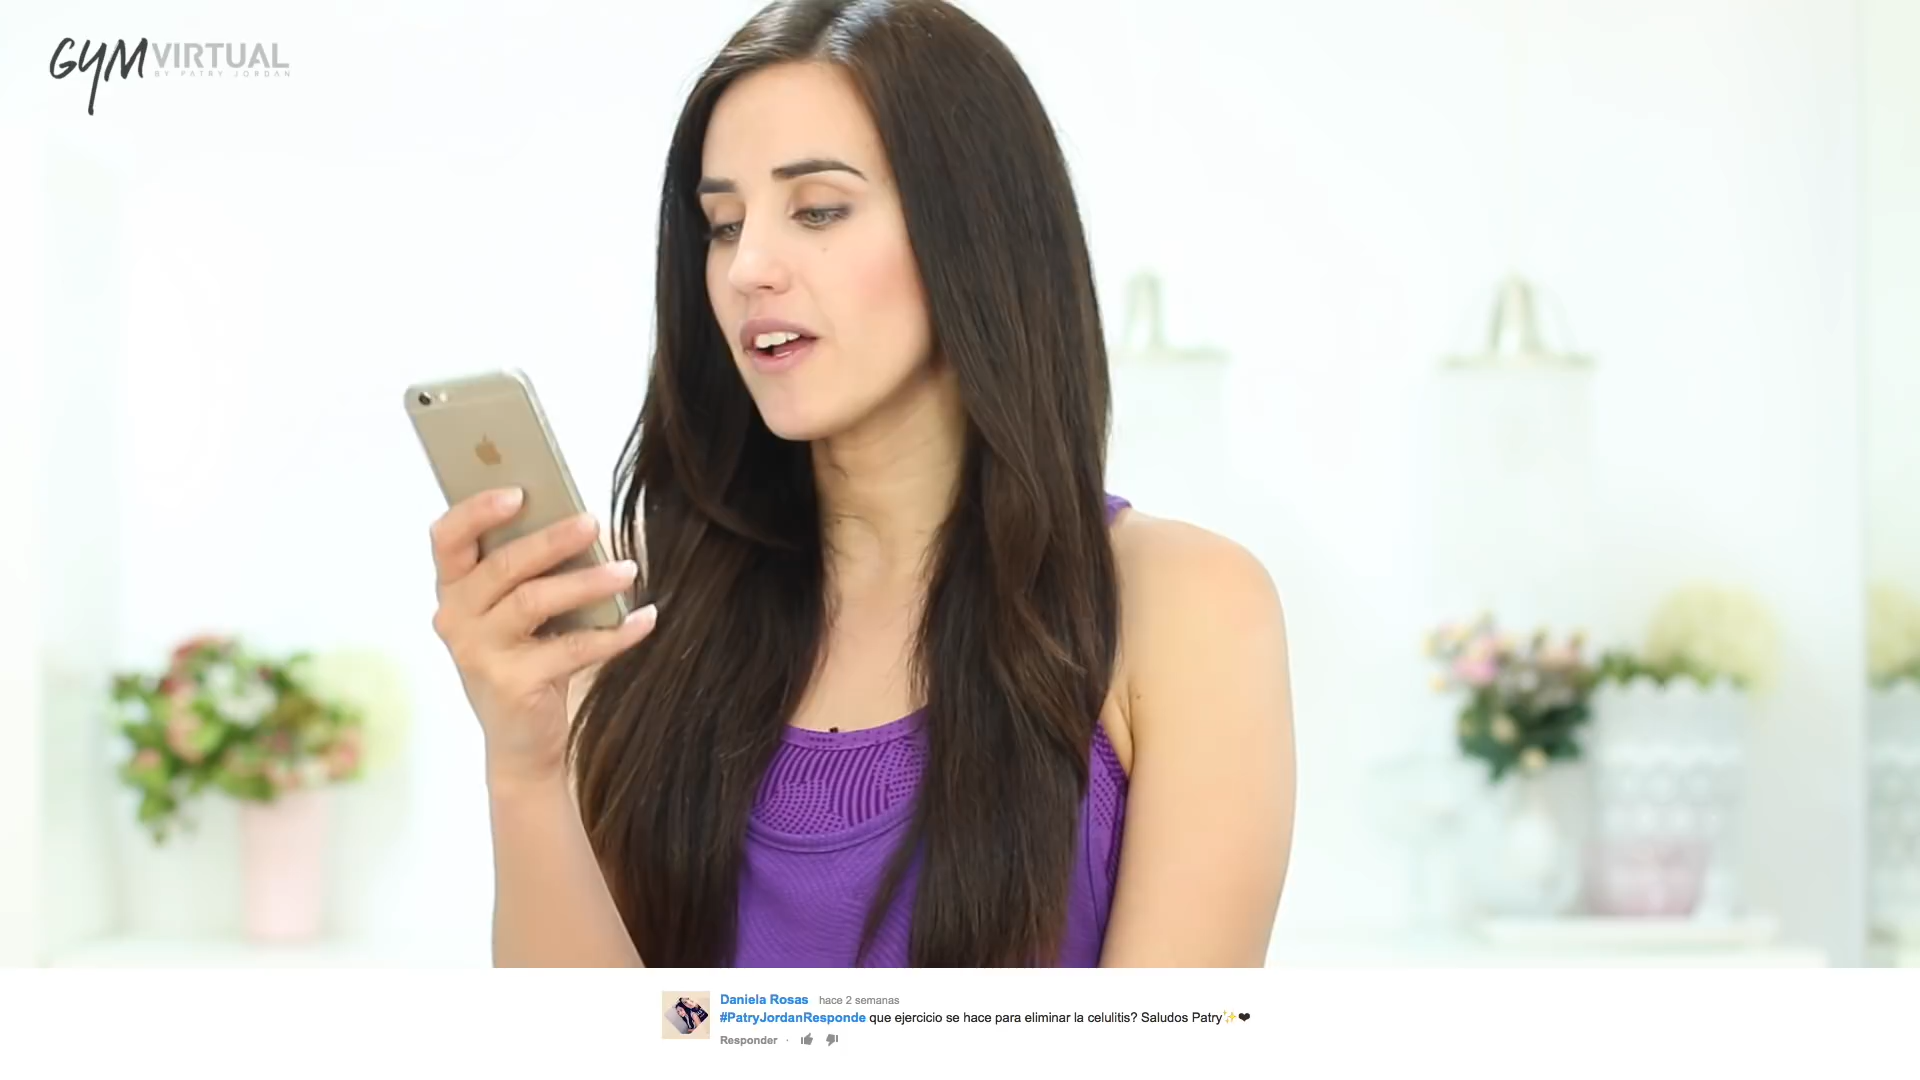 GYM VIRTUAL
BY PATRY JORDAN
Daniela Rosas hace 2 semanas
#PatryJordanResponde que ejercicio se hace para eliminar la celulitis? Saludos Patry✨❤
Responder ·